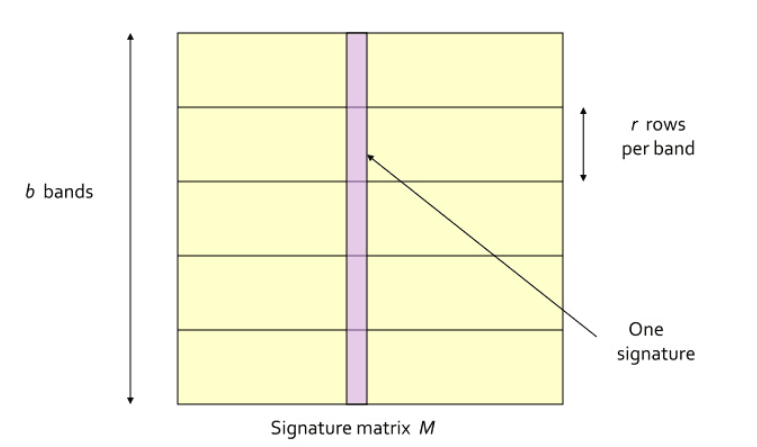 r rows
per band
b bands
One
signature
Signature matrix M